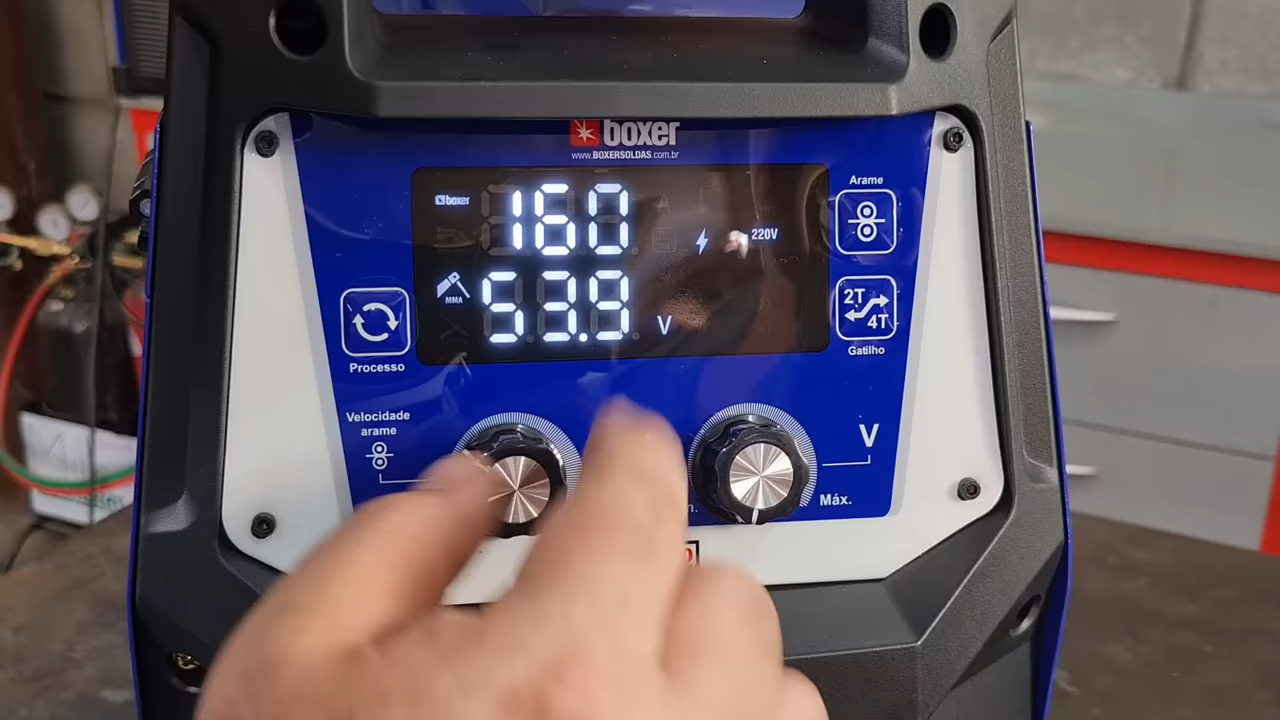 boxer
www.BOXERSOLDAS.com.br
boxer
160
220V
MMA
53.9
V
Arame
2T
4T
Gatilho
Processo
Velocidade
arame
V
Máx.